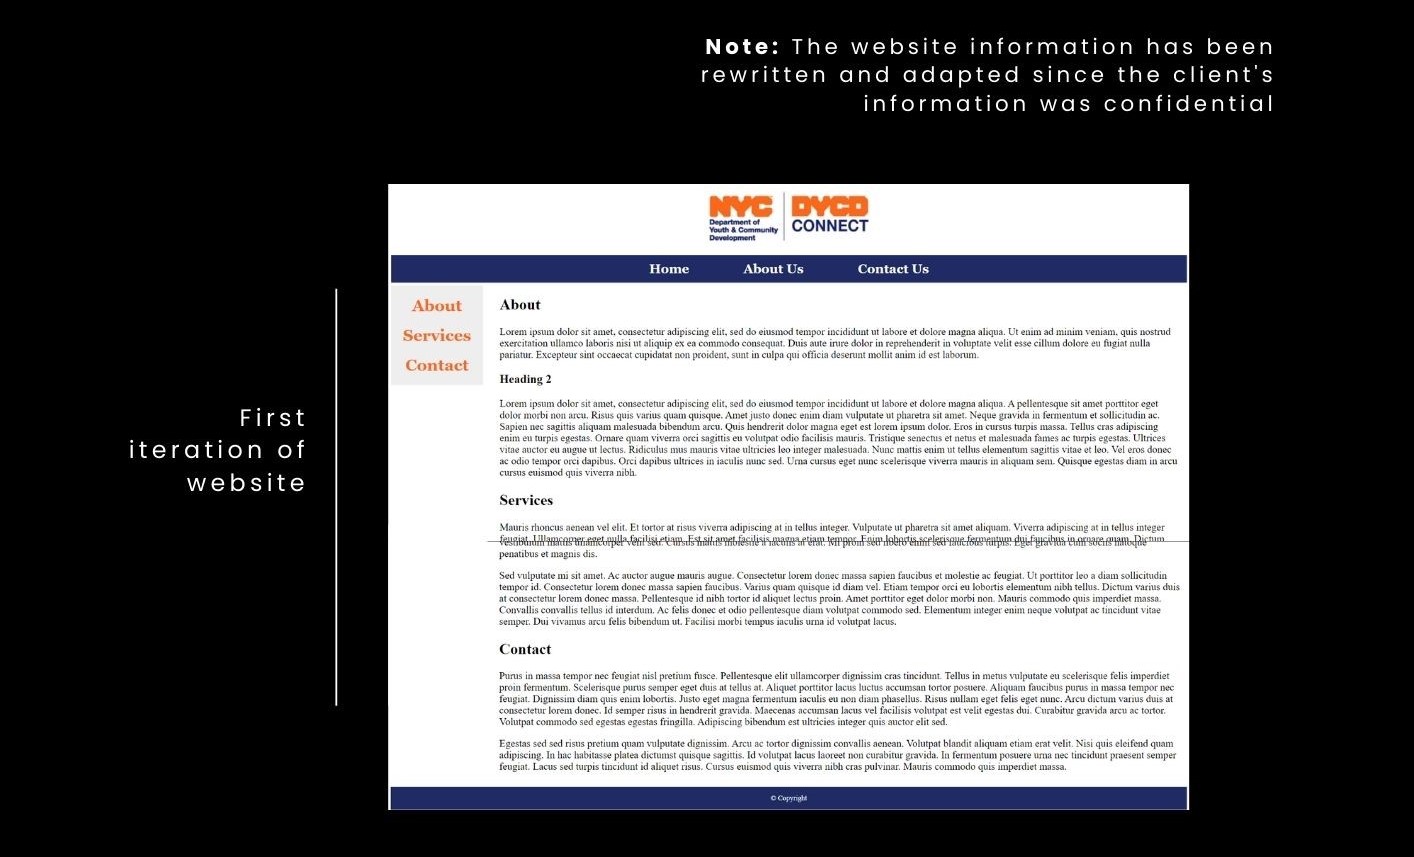 Note: The website information has been
rewritten and adapted since the client's
information was confidential
NYC
Department of
Youth & Community
Development
DYCD
CONNECT
Home About Us Contact Us
About
Services
Contact
First
iteration of
website
About
Lorem ipsum dolor sit amet, consectetur adipiscing elit, sed do eiusmod tempor incididunt ut labore et dolore magna aliqua. Ut enim ad minim veniam, quis nostrud
exercitation ullamco laboris nisi ut aliquip ex ea commodo consequat. Duis aute irure dolor in reprehenderit in voluptate velit esse cillum dolore eu fugiat nulla
pariatur. Excepteur sint occaecat cupidatat non proident, sunt in culpa qui officia deserunt mollit anim id est laborum.
Heading 2
Lorem ipsum dolor sit amet, consectetur adipiscing elit, sed do eiusmod tempor incididunt ut labore et dolore magna aliqua. A pellentesque sit amet porttitor eget
dolor morbi non arcu. Risus quis varius quam quisque. Amet justo donec enim diam vulputate ut pharetra sit amet. Neque gravida in fermentum et sollicitudin ac.
Sapien nec sagittis aliquam malesuada bibendum arcu. Quis hendrerit dolor magna eget est lorem ipsum dolor. Eros in cursus turpis massa. Tellus cras adipiscing
enim eu turpis egestas. Ornare quam viverra orci sagittis eu volutpat odio facilisis mauris. Tristique senectus et netus et malesuada fames ac turpis egestas. Ultrices
vitae auctor eu augue ut lectus. Ridiculus mus mauris vitae ultricies leo integer malesuada. Nunc mattis enim ut tellus elementum sagittis vitae et leo. Vel eros donec
ac odio tempor orci dapibus. Orci dapibus ultrices in iaculis nunc sed. Urna cursus eget nunc scelerisque viverra mauris in aliquam sem. Quisque egestas diam in arcu
cursus euismod quis viverra nibh.
Services
Mauris rhoncus aenean vel elit. Et tortor at risus viverra adipiscing at in tellus integer. Vulputate ut pharetra sit amet aliquam. Viverra adipiscing at in tellus integer
feugiat. Ullamcorper eget nulla facilisi etiam. Est sit amet facilisis magna etiam tempor. Enim lobortis scelerisque fermentum dui faucibus in ornare quam. Dictum
vestibulum mattis ullamcorper velit sed. Cursus mattis molestie a iaculis at erat. Mi proin sed libero enim sed faucibus turpis. Eget gravida cum sociis natoque
penatibus et magnis dis.
Sed vulputate mi sit amet. Ac auctor augue mauris augue. Consectetur lorem donec massa sapien faucibus et molestie ac feugiat. Ut porttitor leo a diam sollicitudin
tempor id. Consectetur lorem donec massa sapien faucibus. Varius quam quisque id diam vel. Etiam tempor orci eu lobortis elementum nibh tellus. Dictum varius duis
at consectetur lorem donec massa. Pellentesque id nibh tortor id aliquet lectus proin. Amet porttitor eget dolor morbi non. Mauris commodo quis imperdiet massa.
Convallis convallis tellus id interdum. Ac felis donec et odio pellentesque diam volutpat commodo sed. Elementum integer enim neque volutpat ac tincidunt vitae
semper. Dui vivamus arcu felis bibendum ut. Facilisi morbi tempus iaculis urna id volutpat lacus.
Contact
Purus in massa tempor nec feugiat nisl pretium fusce. Pellentesque elit ullamcorper dignissim cras tincidunt. Tellus in metus vulputate eu scelerisque felis imperdiet
proin fermentum. Scelerisque purus semper eget duis at tellus at. Aliquet porttitor lacus luctus accumsan tortor posuere. Aliquam faucibus purus in massa tempor nec
feugiat. Dignissim diam quis enim lobortis. Justo eget magna fermentum iaculis eu non diam phasellus. Risus nullam eget felis eget nunc. Arcu dictum varius duis at
consectetur lorem donec. Id semper risus in hendrerit gravida. Maecenas accumsan lacus vel facilisis volutpat est velit egestas dui. Curabitur gravida arcu ac tortor.
Volutpat commodo sed egestas egestas fringilla. Adipiscing bibendum est ultricies integer quis auctor elit sed.
Egestas sed sed risus pretium quam vulputate dignissim. Arcu ac tortor dignissim convallis aenean. Volutpat blandit aliquam etiam erat velit. Nisi quis eleifend quam
adipiscing. In hac habitasse platea dictumst quisque sagittis. Id volutpat lacus laoreet non curabitur gravida. In fermentum posuere urna nec tincidunt praesent semper
feugiat. Lacus sed turpis tincidunt id aliquet risus. Cursus euismod quis viverra nibh cras pulvinar. Mauris commodo quis imperdiet massa.
© Copyright